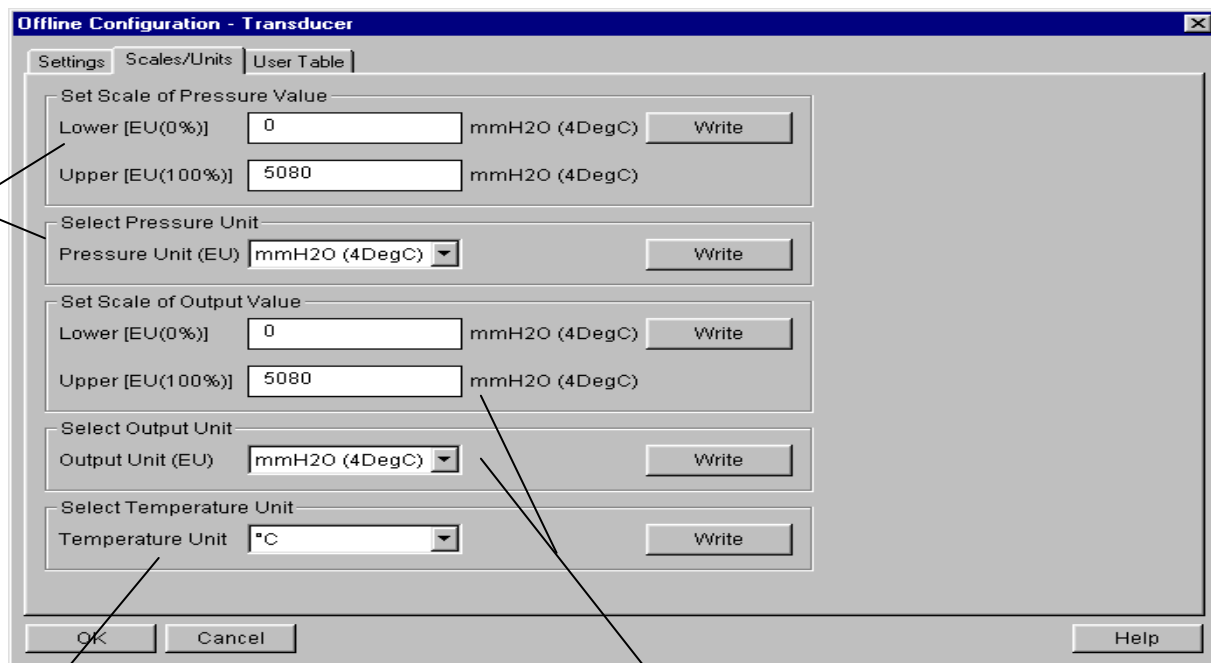 Offline Configuration - Transducer
Settings Scales/Units User Table
Set Scale of Pressure Value
Lower [EU(0%)] 0 mmH2O (4DegC) Write
Upper [EU(100%)] 5080 mmH2O (4DegC)
Select Pressure Unit
Pressure Unit (EU) mmH2O (4DegC) Write
Set Scale of Output Value
Lower [EU(0%)] 0 mmH2O (4DegC) Write
Upper [EU(100%)] 5080 mmH2O (4DegC)
Select Output Unit
Output Unit (EU) mmH2O (4DegC) Write
Select Temperature Unit
Temperature Unit °C Write
OK Cancel Help